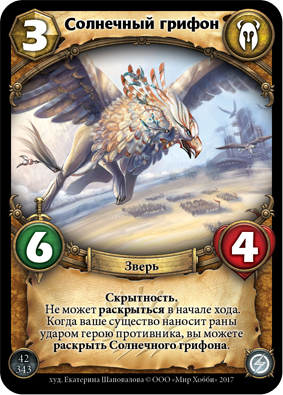 3
Солнечный грифон
6
4
Зверь
Скрытность.
Не может раскрыться в начале хода.
Когда ваше существо наносит раны
ударом герою противника, вы можете
раскрыть Солнечного грифона.
42
343
худ. Екатерина Шаповалова © ООО «Мир Хобби» 2017